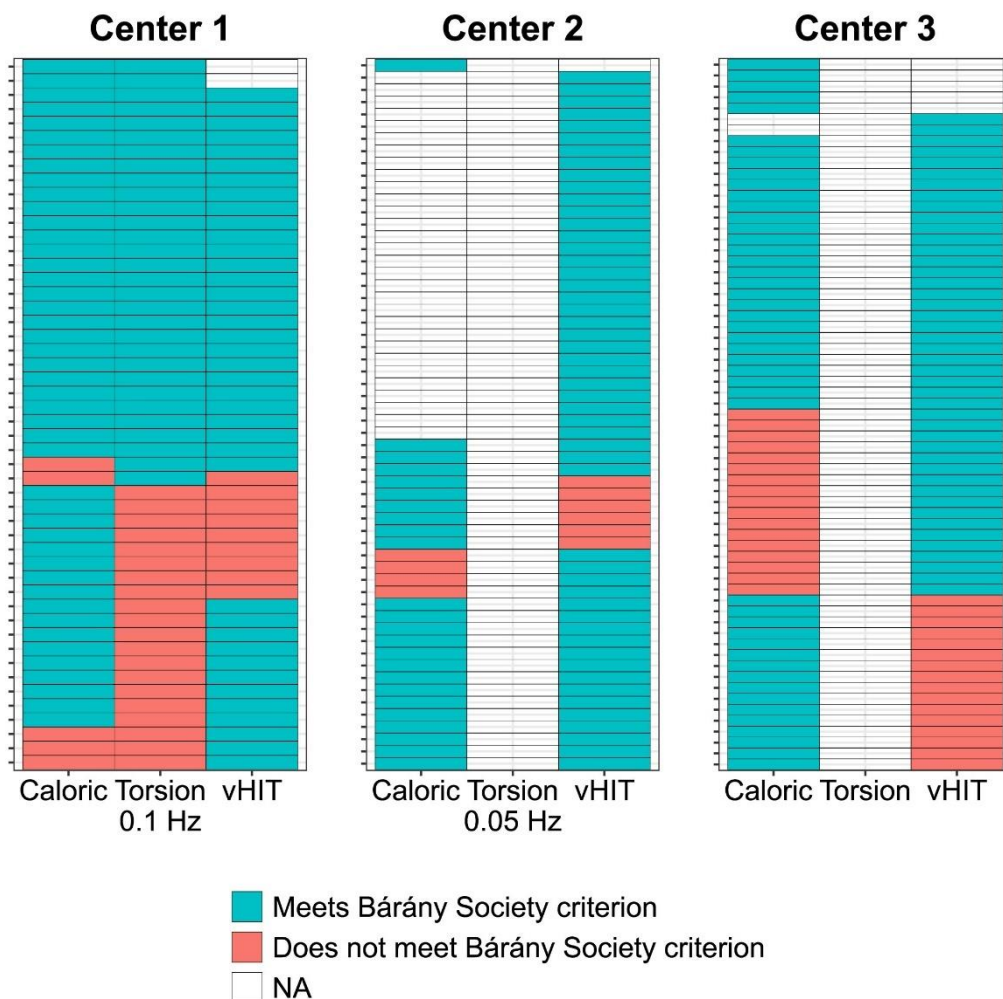 Center 1
Center 2
Center 3
Caloric Torsion vHIT
0.1 Hz
Caloric Torsion vHIT
0.05 Hz
Caloric Torsion vHIT
Meets Bárány Society criterion
Does not meet Bárány Society criterion
NA